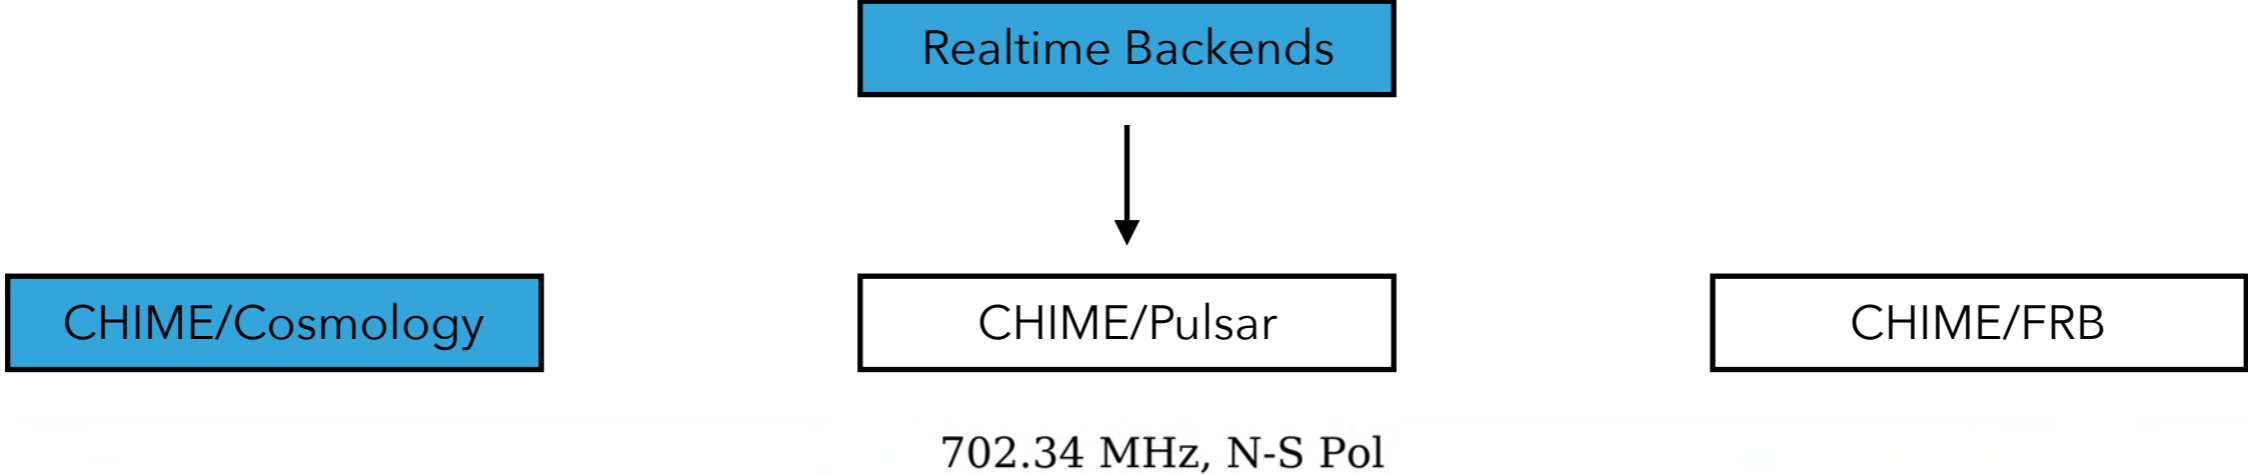 Realtime Backends
CHIME/Cosmology
CHIME/Pulsar
CHIME/FRB
702.34 MHz, N-S Pol